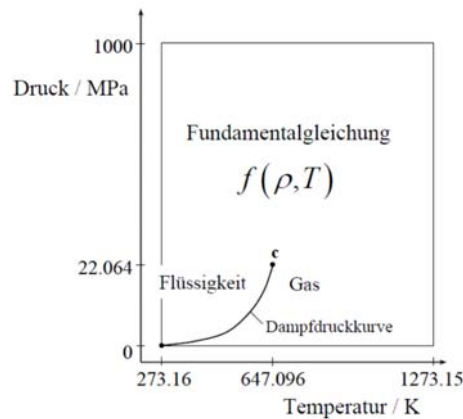 1000
Druck / MPa
Fundamentalgleichung
f(ρ,T)
c
22.064
Flüssigkeit
Gas
Dampfdruckkurve
0
273.16 647.096 1273.15
Temperatur / K